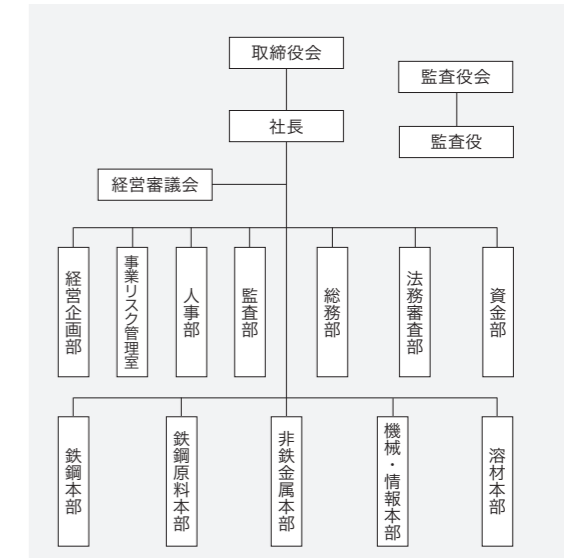 取締役会
監査役会
社長
監査役
経営審議会
経営企画部
事業リスク管理室
人事部
監査部
総務部
法務審査部
資金部
鉄鋼本部
鉄鋼原料本部
非鉄金属本部
機械・情報本部
溶材本部